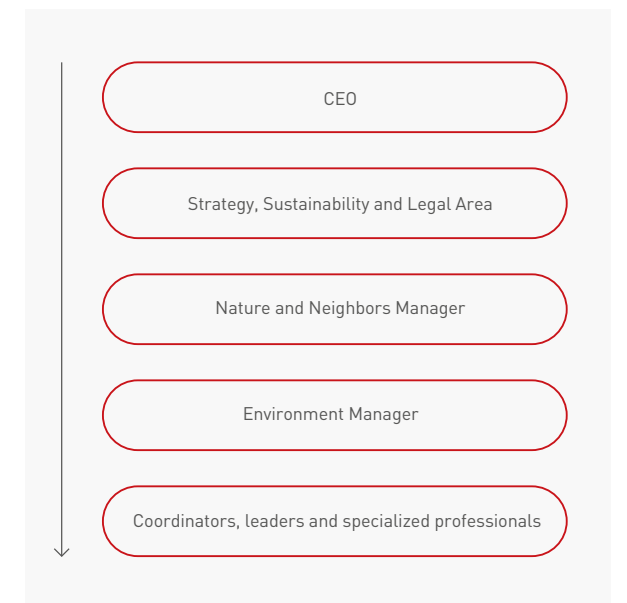 CEO
Strategy, Sustainability and Legal Area
Nature and Neighbors Manager
Environment Manager
Coordinators, leaders and specialized professionals